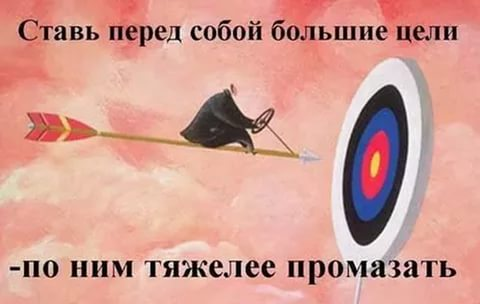 Ставь перед собой большие цели
-по ним тяжелее промазать